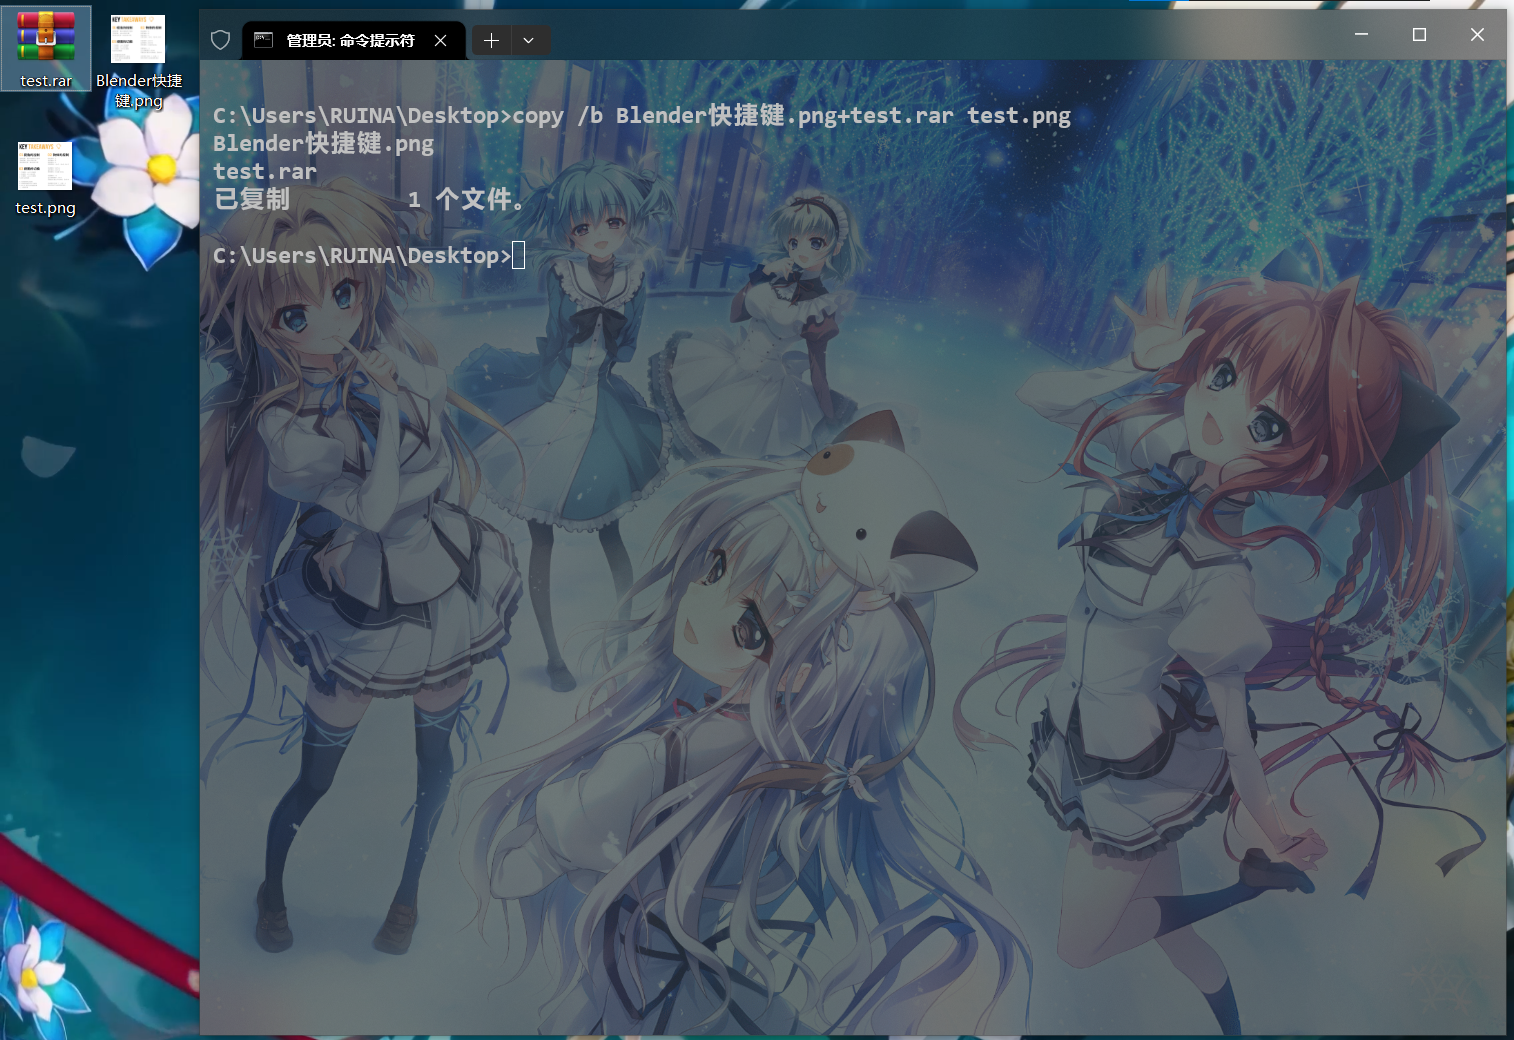 test.rar
Blender快捷
键.png
test.png
管理员: 命令提示符
C:\Users\RUINA\Desktop>copy /b Blender快捷键.png+test.rar test.png
Blender快捷键.png
test.rar
已复制         1 个文件。
C:\Users\RUINA\Desktop>